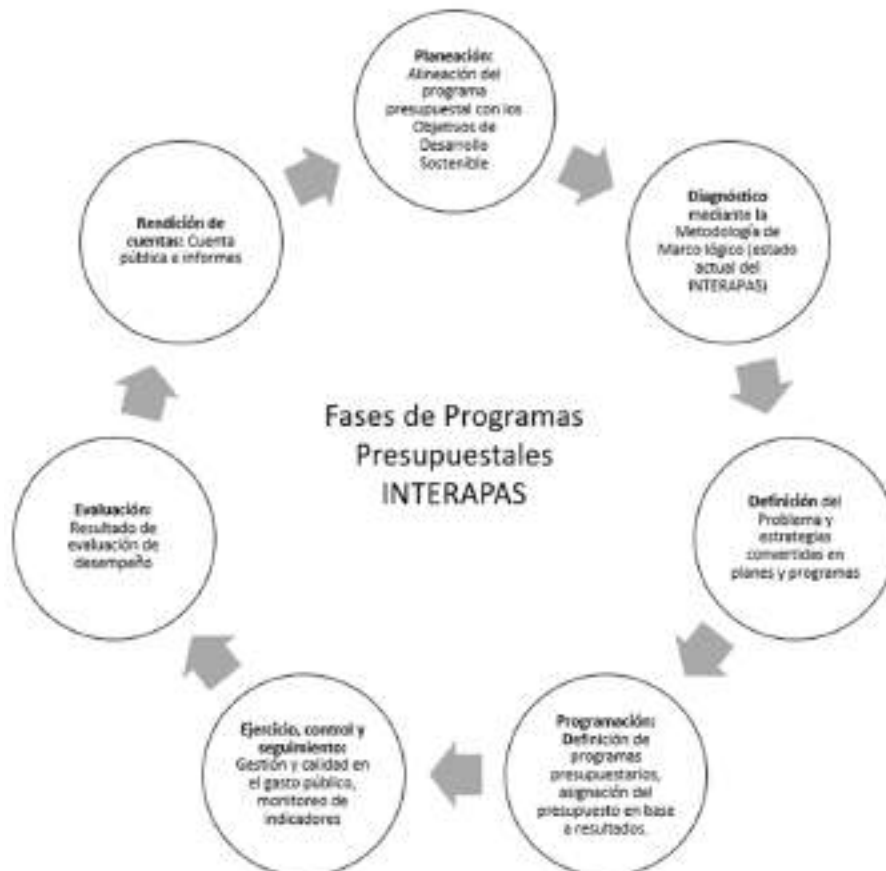 Planeación:
Alineación del
programa
presupuestal con los
Objetivos de
Desarrollo
Sostenible
Diagnóstico
mediante la
Metodología de
Marco lógico (estado
actual del
INTERAPAS)
Definición del
Problema y
estrategias
convertidas en
planes y programas
Programación:
Definición de
programas
presupuestarios,
asignación del
presupuesto en base
a resultados.
Ejercicio, control y
seguimiento:
Gestión y calidad en
el gasto público,
monitoreo de
indicadores
Evaluación:
Resultado de
evaluación de
desempeño
Rendición de
cuentas: Cuenta
pública e informes
Fases de Programas
Presupuestales
INTERAPAS